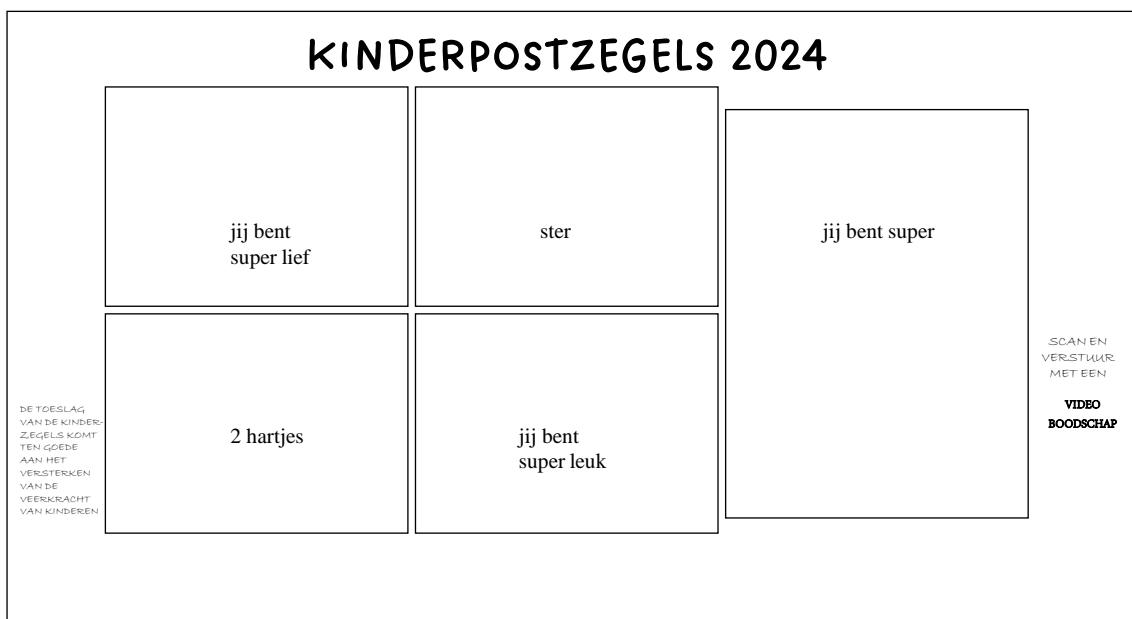 KINDERPOSTZEGELS 2024
jij bent
super lief
ster
jij bent super
2 hartjes
jij bent
super leuk
DE TOESLAG
VAN DE KINDER-
ZEGELS KOMT
TEN GOEDE
AAN HET
VERSTERKEN
VAN DE
VEERKRACHT
VAN KINDEREN
SCAN EN
VERSTUUR
MET EEN
VIDEO
BOODSCHAP